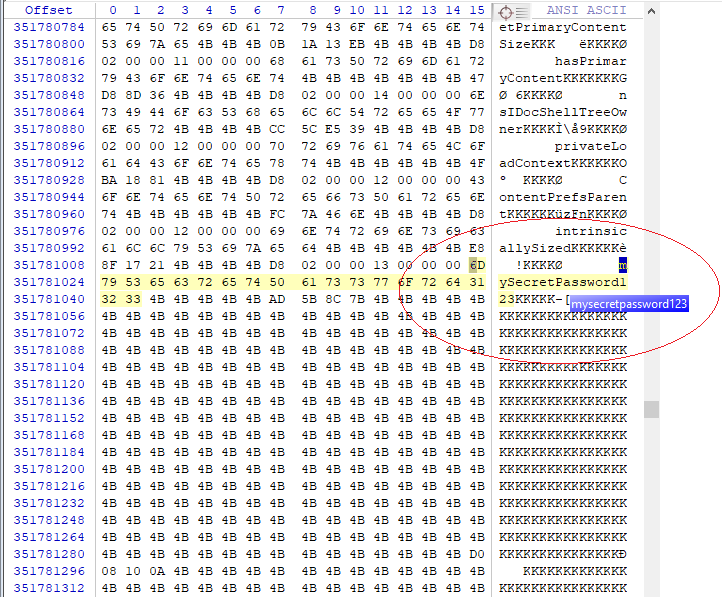 Offset 0 1 2 3 4 5 6 7 8 9 10 11 12 13 14 15 ANSI ASCII
351780784 65 74 50 72 69 6D 61 72 79 43 6F 6E 74 65 6E 74 etPrimaryContent
351780800 53 69 7A 65 4B 4B 4B 0B 1A 13 EB 4B 4B 4B 4B D8 SizeKKK ëKKKKØ
351780816 02 00 00 00 11 00 00 00 68 61 73 50 72 69 6D 61 72 hasPrimar
351780832 79 43 6F 6E 74 65 6E 74 4B 4B 4B 4B 4B 4B 4B 47 yContentKKKKKKKG
351780848 D8 8D 36 4B 4B 4B 4B D8 02 00 00 00 14 00 00 00 6E Ø 6KKKKØ n
351780864 73 49 44 6F 63 53 68 65 6C 6C 54 72 65 65 4F 77 sIDocShellTreeOw
351780880 6E 65 72 4B 4B 4B 4B CC 5C E5 39 4B 4B 4B 4B D8 nerKKKKÌ\å9KKKKØ
351780896 02 00 00 00 12 00 00 00 70 72 69 76 61 74 65 4C 6F privateLo
351780912 61 64 43 6F 6E 74 65 78 74 4B 4B 4B 4B 4B 4B 4F adContextKKKKKKO
351780928 BA 18 81 4B 4B 4B 4B D8 02 00 00 00 12 00 00 00 43 º KKKKØ C
351780944 6F 6E 74 65 6E 74 50 72 65 66 73 50 61 72 65 6E ontentPrefsParen
351780960 74 4B 4B 4B 4B 4B 4B FC 7A 46 6E 4B 4B 4B 4B D8 tKKKKKKüzFnKKKKØ
351780976 02 00 00 00 12 00 00 00 69 6E 74 72 69 6E 73 69 63 intrinsic
351780992 61 6C 6C 79 53 69 7A 65 64 4B 4B 4B 4B 4B 4B E8 allySizedKKKKKKè
351781008 8F 17 21 4B 4B 4B 4B D8 02 00 00 00 13 00 00 00 6D !KKKKØ m
351781024 79 53 65 63 72 65 74 50 61 73 73 77 6F 72 64 31 ySecretPassword1
351781040 32 33 4B 4B 4B 4B 4B AD 5B 8C 7B 4B 4B 4B 4B 4B 23KKKKK-[
mysecretpassword123
351781056 4B 4B 4B 4B 4B 4B 4B 4B 4B 4B 4B 4B 4B 4B 4B 4B KKKKKKKKKKKKKKKK
351781072 4B 4B 4B 4B 4B 4B 4B 4B 4B 4B 4B 4B 4B 4B 4B 4B KKKKKKKKKKKKKKKK
351781088 4B 4B 4B 4B 4B 4B 4B 4B 4B 4B 4B 4B 4B 4B 4B 4B KKKKKKKKKKKKKKKK
351781104 4B 4B 4B 4B 4B 4B 4B 4B 4B 4B 4B 4B 4B 4B 4B 4B KKKKKKKKKKKKKKKK
351781120 4B 4B 4B 4B 4B 4B 4B 4B 4B 4B 4B 4B 4B 4B 4B 4B KKKKKKKKKKKKKKKK
351781136 4B 4B 4B 4B 4B 4B 4B 4B 4B 4B 4B 4B 4B 4B 4B 4B KKKKKKKKKKKKKKKK
351781152 4B 4B 4B 4B 4B 4B 4B 4B 4B 4B 4B 4B 4B 4B 4B 4B KKKKKKKKKKKKKKKK
351781168 4B 4B 4B 4B 4B 4B 4B 4B 4B 4B 4B 4B 4B 4B 4B 4B KKKKKKKKKKKKKKKK
351781184 4B 4B 4B 4B 4B 4B 4B 4B 4B 4B 4B 4B 4B 4B 4B 4B KKKKKKKKKKKKKKKK
351781200 4B 4B 4B 4B 4B 4B 4B 4B 4B 4B 4B 4B 4B 4B 4B 4B KKKKKKKKKKKKKKKK
351781216 4B 4B 4B 4B 4B 4B 4B 4B 4B 4B 4B 4B 4B 4B 4B 4B KKKKKKKKKKKKKKKK
351781232 4B 4B 4B 4B 4B 4B 4B 4B 4B 4B 4B 4B 4B 4B 4B 4B KKKKKKKKKKKKKKKK
351781248 4B 4B 4B 4B 4B 4B 4B 4B 4B 4B 4B 4B 4B 4B 4B 4B KKKKKKKKKKKKKKKK
351781264 4B 4B 4B 4B 4B 4B 4B 4B 4B 4B 4B 4B 4B 4B 4B 4B KKKKKKKKKKKKKKKK
351781280 4B 4B 4B 4B 4B 4B 4B 4B 4B 4B 4B 4B 4B 4B 4B D0 KKKKKKKKKKKKKKKÐ
351781296 08 10 0A 4B 4B 4B 4B 4B 4B 4B 4B 4B 4B 4B 4B 4B KKKKKKKKKKKKK
351781312 4B 4B 4B 4B 4B 4B 4B 4B 4B 4B 4B 4B 4B 4B 4B 4B KKKKKKKKKKKKKKKK